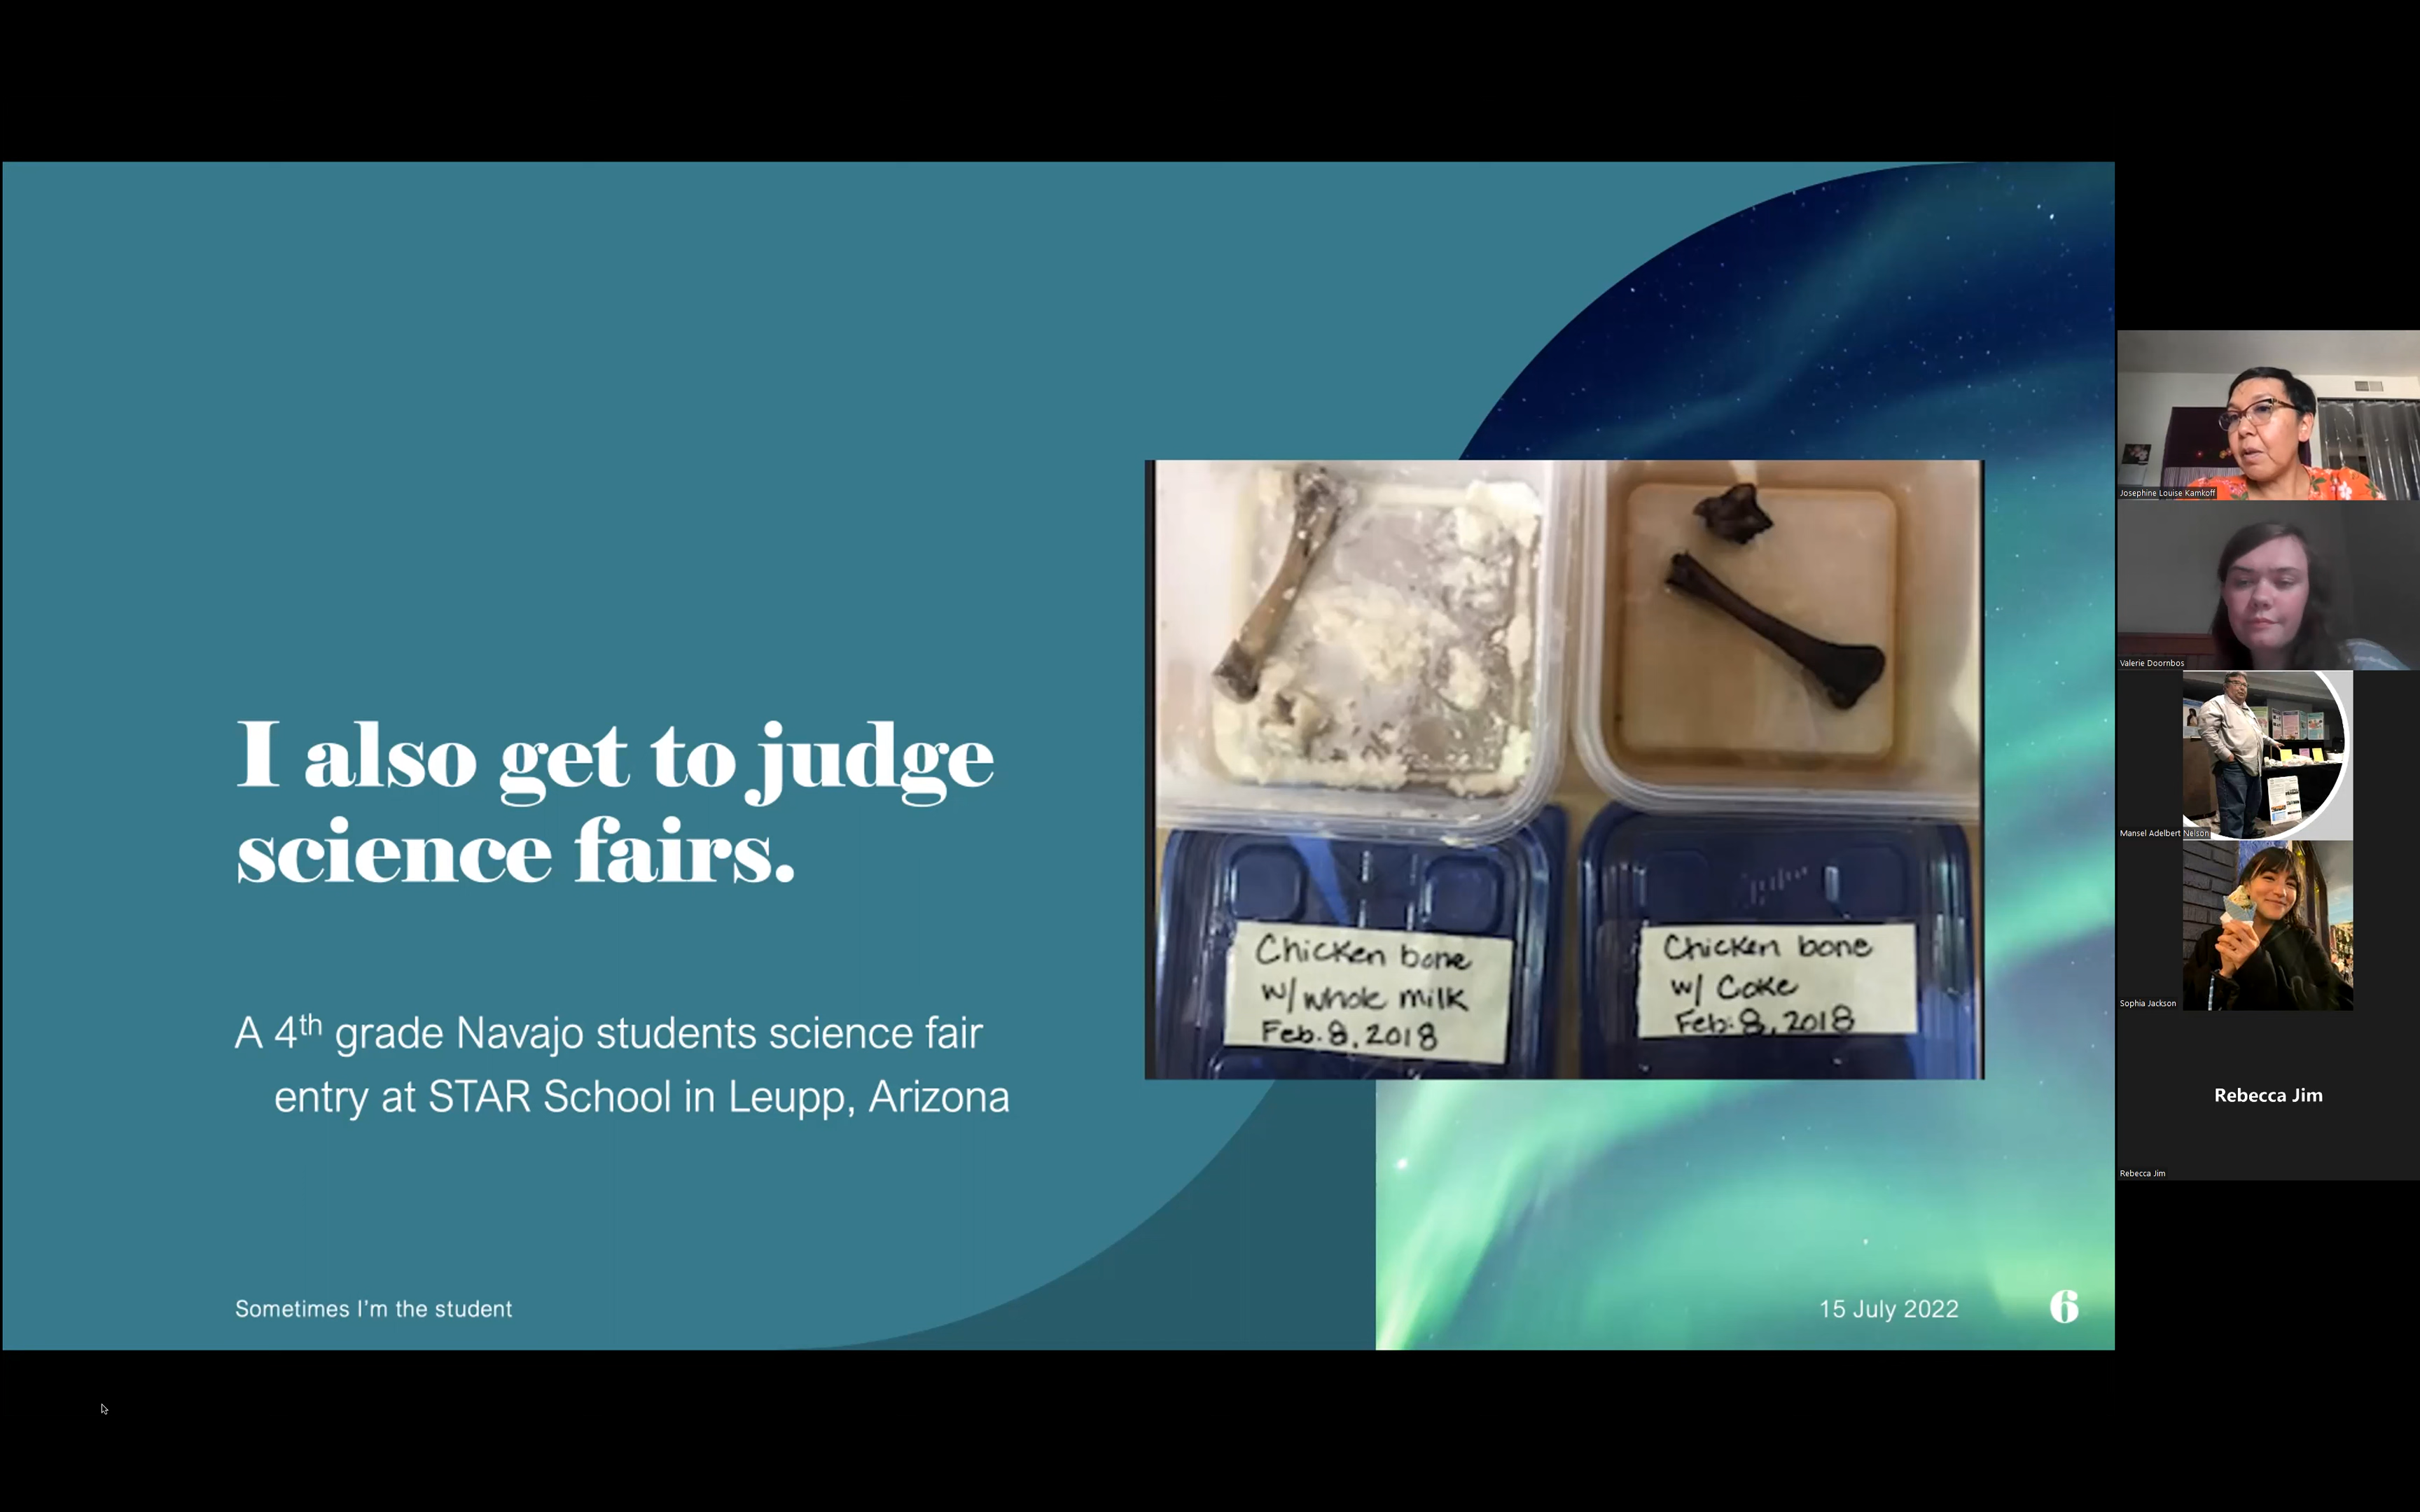 I also get to judge
science fairs.
A 4th grade Navajo students science fair
entry at STAR School in Leupp, Arizona
Chicken bone
w/ whole milk
Feb. 8, 2018
Chicken bone
w/ Coke
Feb. 8, 2018
Sometimes I'm the student
15 July 2022
6
Josephine Louise Kamkoff
Valerie Doornbos
Mansel Adelbert Nelson
Sophia Jackson
Rebecca Jim
Rebecca Jim